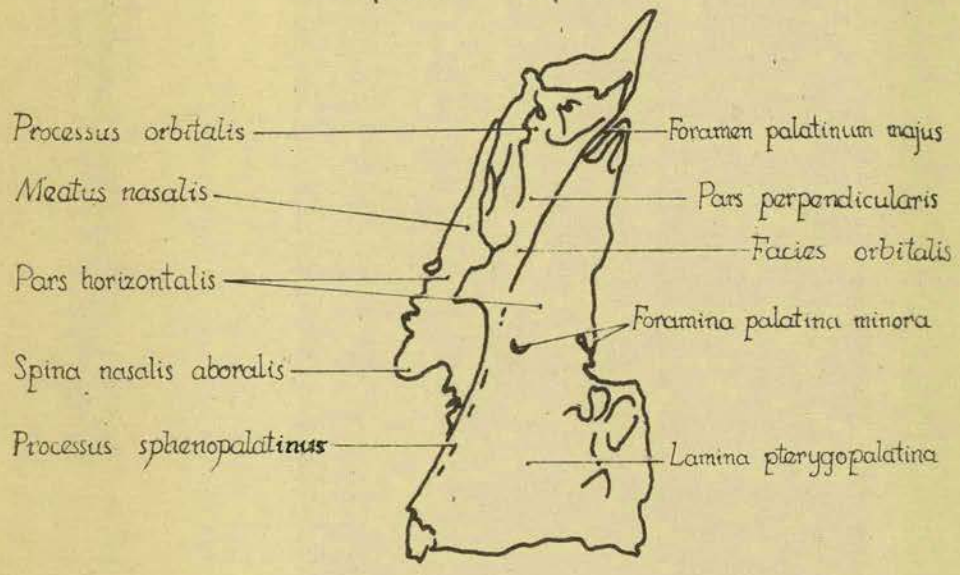 Processus orbitalis
Meatus nasalis
Pars horizontalis
Spina nasalis aboralis
Processus sphenopalatinus
Foramen palatinum majus
Pars perpendicularis
Facies orbitalis
Foramina palatina minora
Lamina pterygopalatina